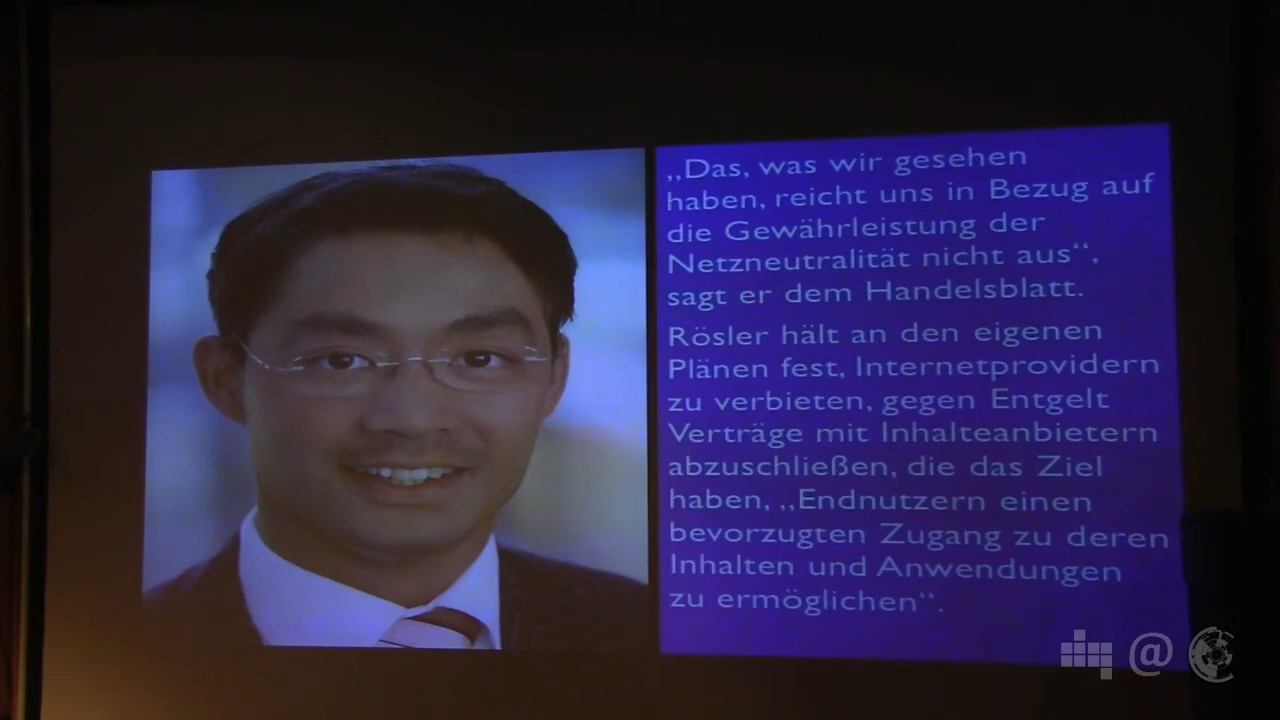 „Das, was wir gesehen
haben, reicht uns in Bezug auf
die Gewährleistung der
Netzneutralität nicht aus“,
sagt er dem Handelsblatt.
Rösler hält an den eigenen
Plänen fest, Internetprovidern
zu verbieten, gegen Entgelt
Verträge mit Inhalteanbietern
abzuschließen, die das Ziel
haben, „Endnutzern einen
bevorzugten Zugang zu deren
Inhalten und Anwendungen
zu ermöglichen“.
@